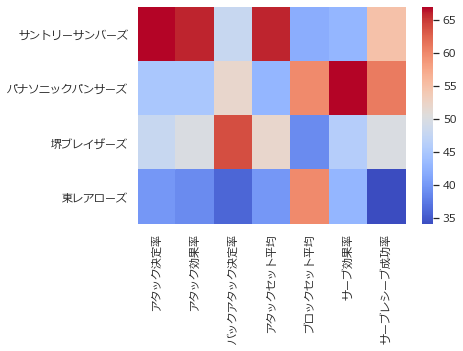 サントリーサンバーズ
パナソニックパンサーズ
堺ブレイザーズ
東レアローズ
アタック決定率
アタック効果率
バックアタック決定率
アタックセット平均
ブロックセット平均
サーブ効果率
サーブレシーブ成功率
65
60
55
50
45
40
35